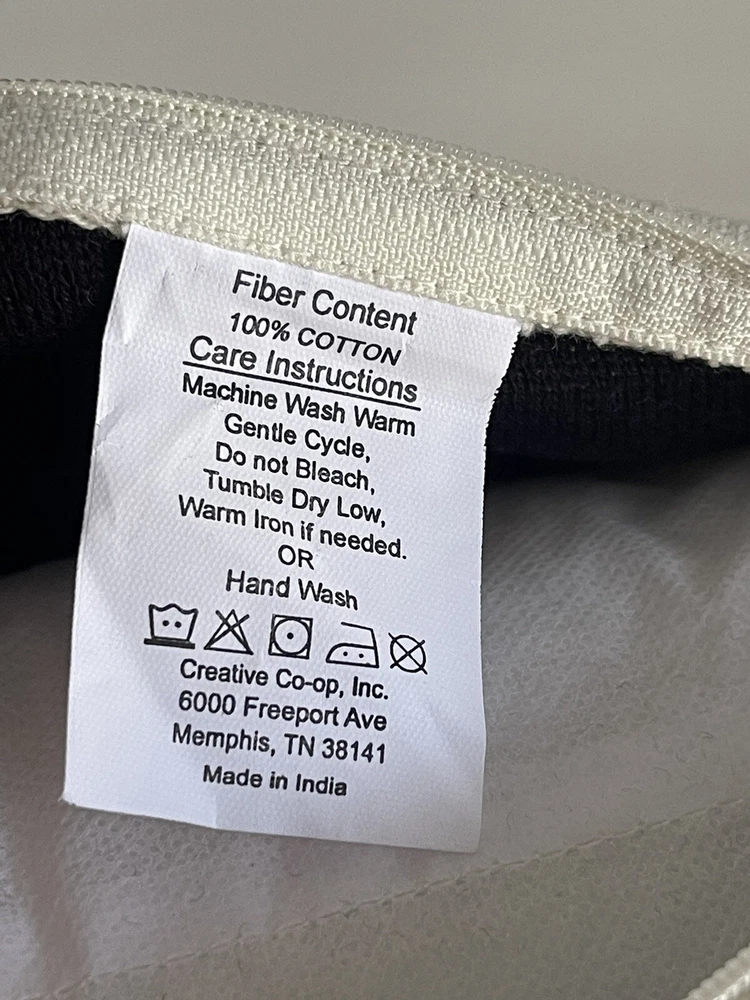 Fiber Content
100% COTTON
Care Instructions
Machine Wash Warm
Gentle Cycle,
Do not Bleach,
Tumble Dry Low,
Warm Iron if needed.
OR
Hand Wash
Creative Co-op, Inc.
6000 Freeport Ave
Memphis, TN 38141
Made in India